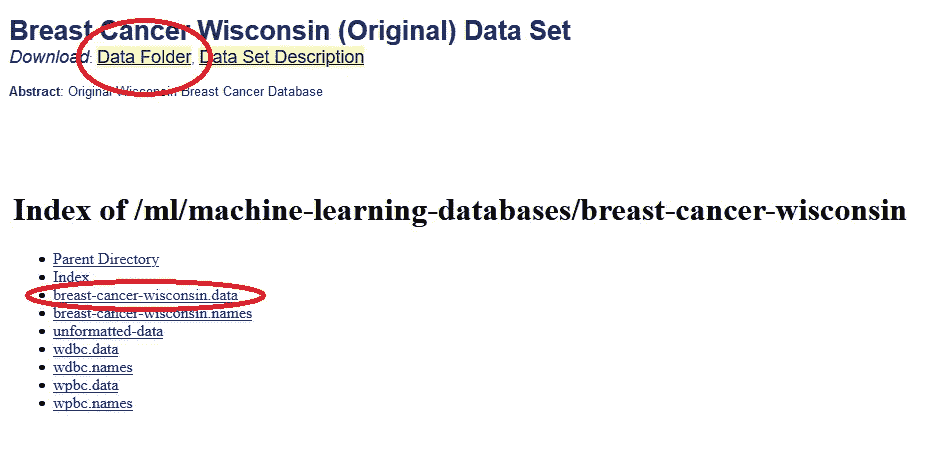 Breast Cancer Wisconsin (Original) Data Set
Download: Data Folder, Data Set Description
Abstract: Original Wisconsin Breast Cancer Database
Index of /ml/machine-learning-databases/breast-cancer-wisconsin
Parent Directory
Index
breast-cancer-wisconsin.data
breast-cancer-wisconsin.names
unformatted-data
wdbc.data
wdbc.names
wpbc.data
wpbc.names